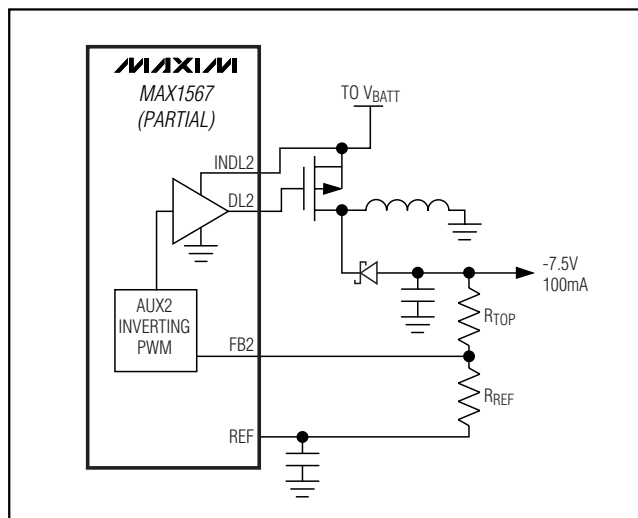 MAXIM
MAX1567
(PARTIAL)
TO VBATT
INDL2
DL2
-7.5V
100mA
AUX2
INVERTING
PWM
RTOP
FB2
RREF
REF